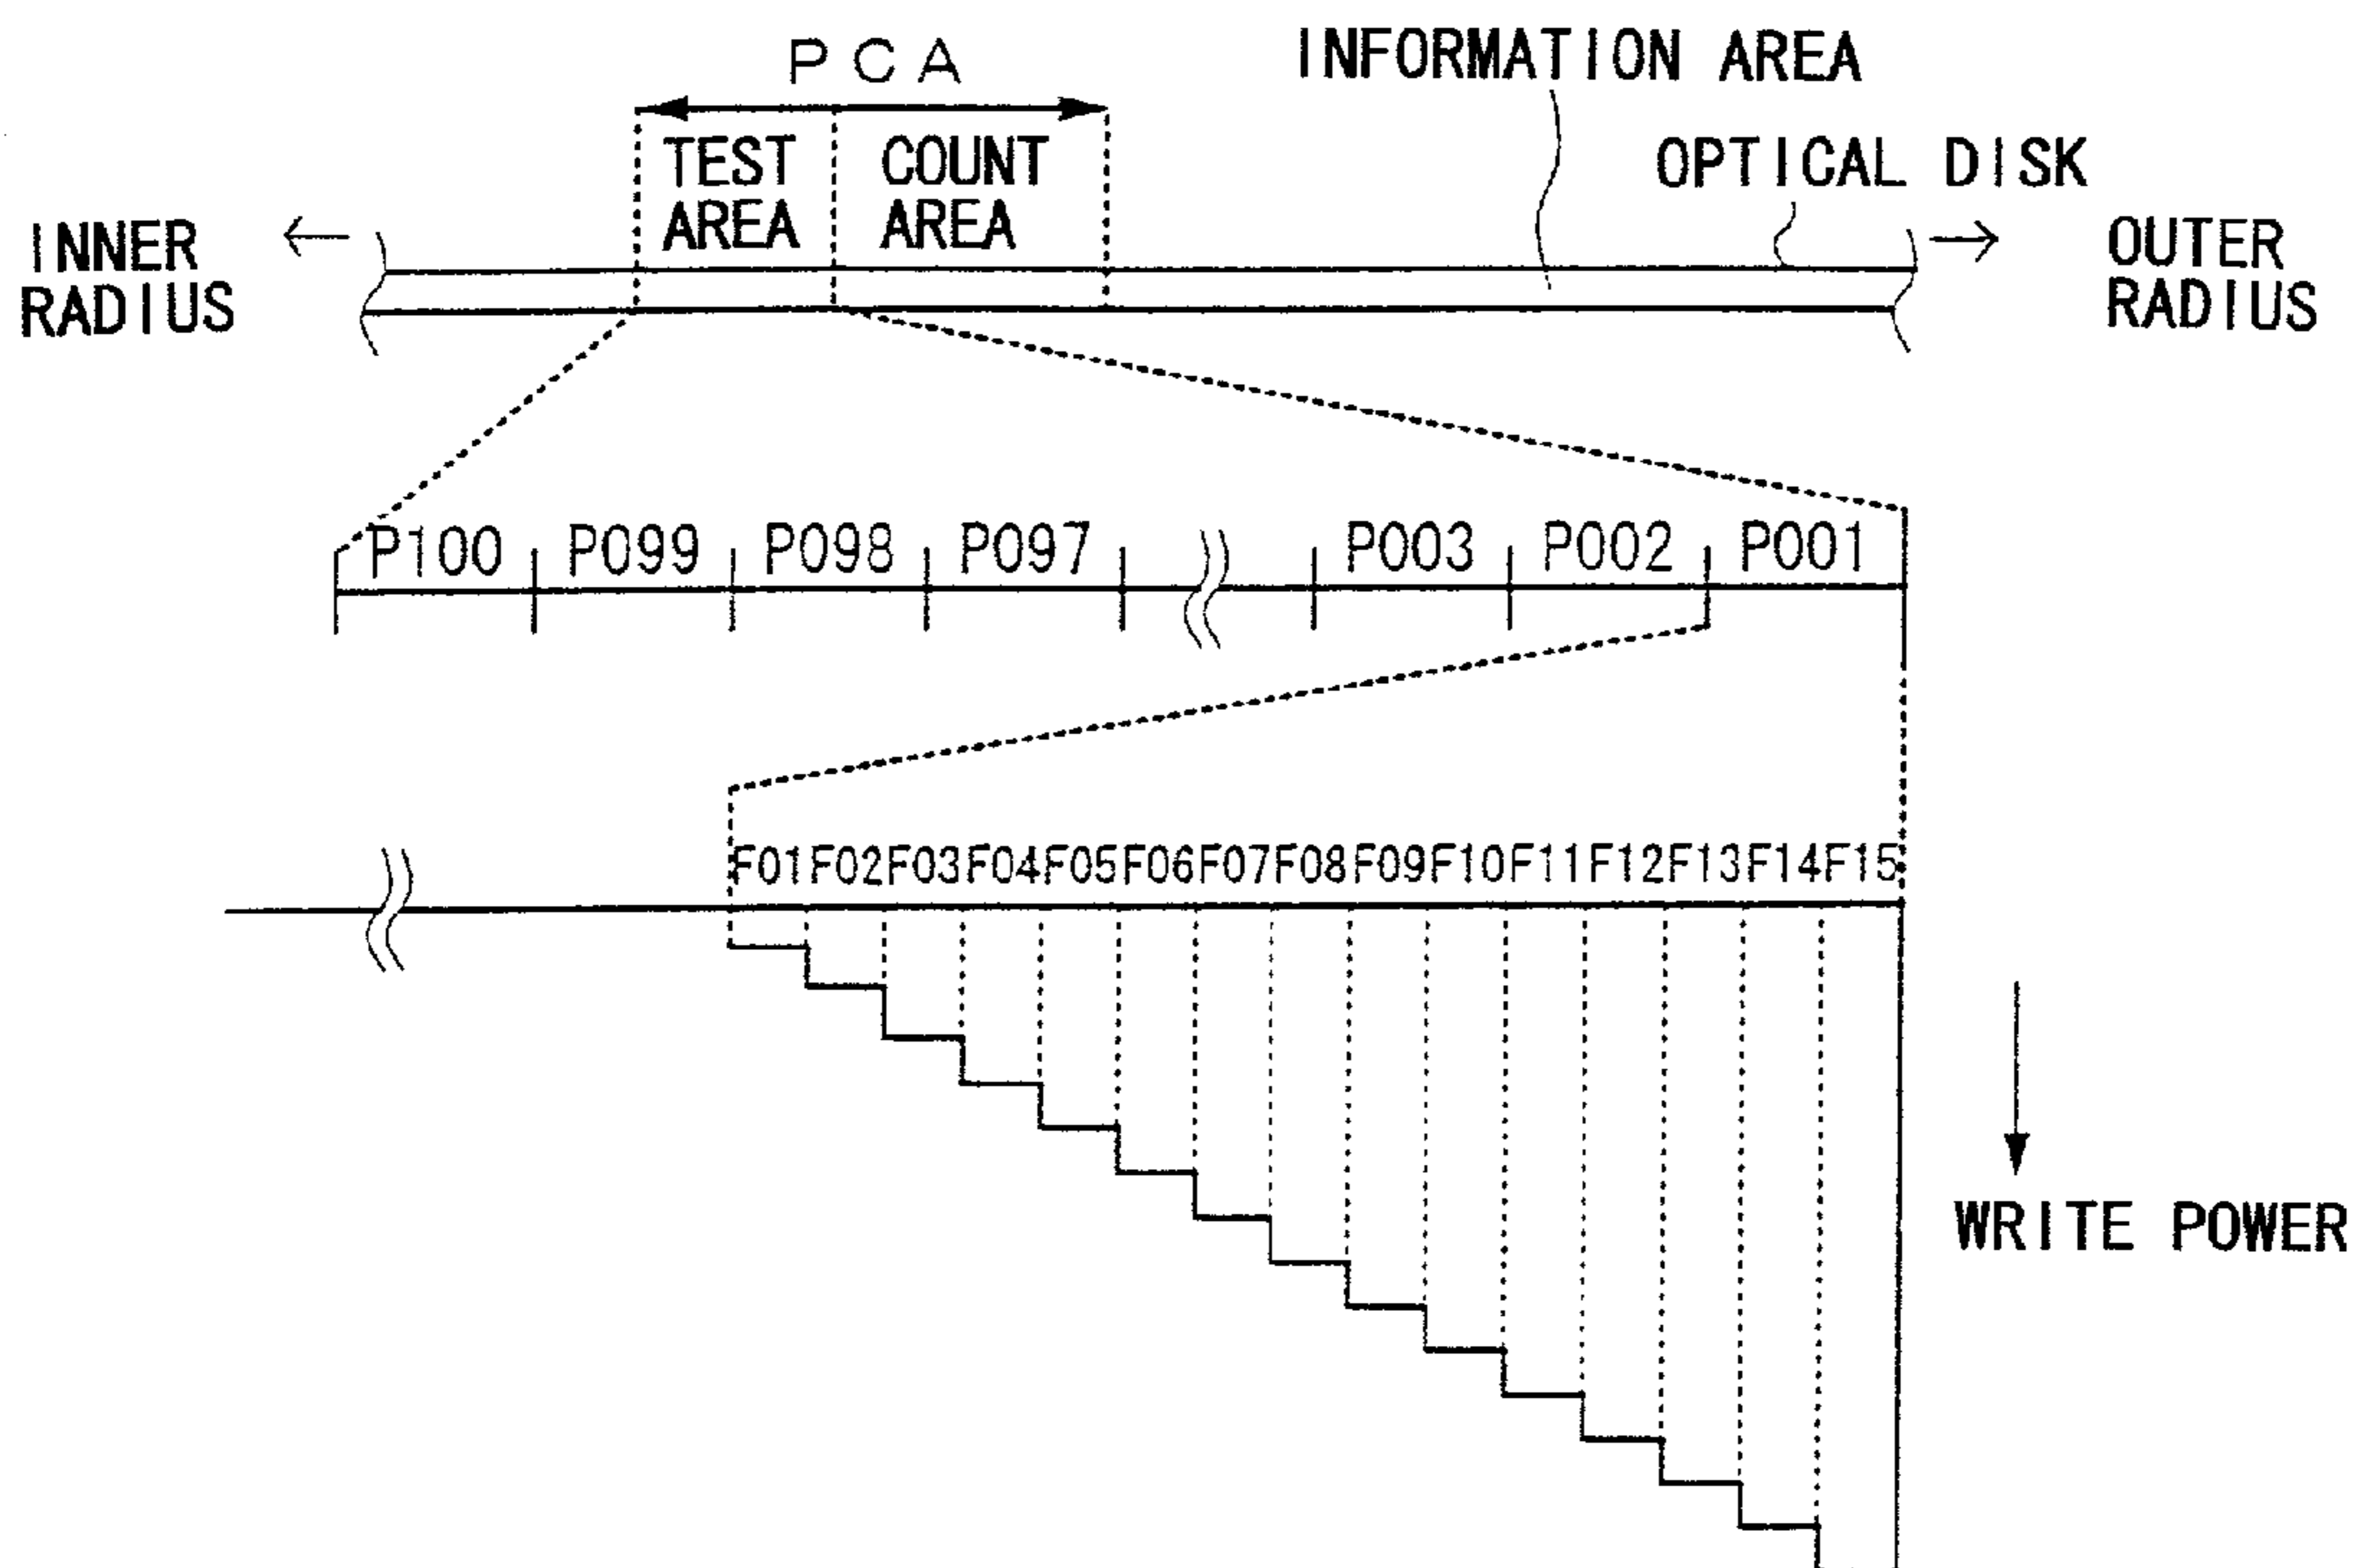 PCA
INFORMATION AREA
TEST AREA
COUNT AREA
OPTICAL DISK
INNER RADIUS
OUTER RADIUS
P100 P099 P098 P097 P003 P002 P001
F01 F02 F03 F04 F05 F06 F07 F08 F09 F10 F11 F12 F13 F14 F15
WRITE POWER